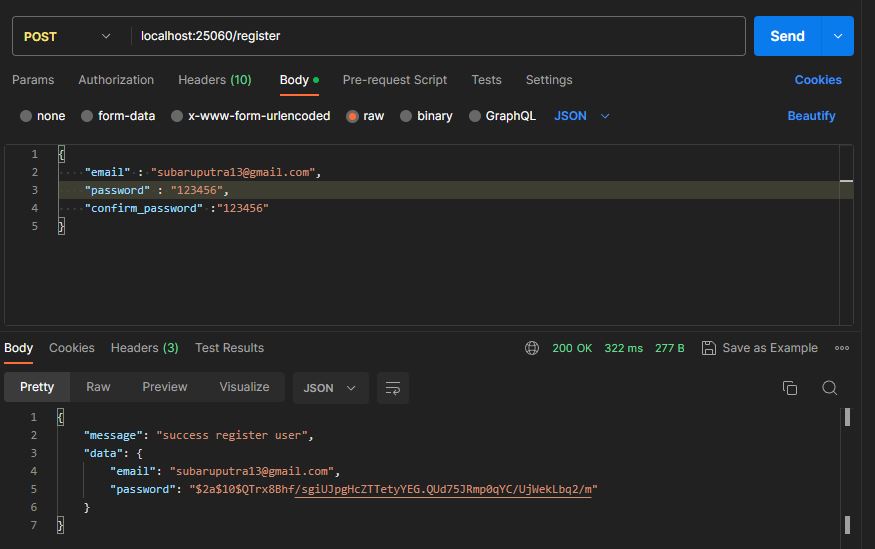 POST
localhost:25060/register
Send
Params Authorization Headers (10) Body Pre-request Script Tests Settings Cookies
none form-data x-www-form-urlencoded raw binary GraphQL JSON Beautify
1 {
2 "email" : "subaruputra13@gmail.com",
3 "password" : "123456",
4 "confirm_password" :"123456"
5 }
Body Cookies Headers (3) Test Results 200 OK 322 ms 277 B Save as Example
Pretty Raw Preview Visualize JSON
1 {
2 "message": "success register user",
3 "data": {
4 "email": "subaruputra13@gmail.com",
5 "password": "$2a$10$QTrx8Bhf/sgiUJpgHcZTTetyYEG.QUd75JRmp0qYC/UjWekLbq2/m"
6 }
7 }